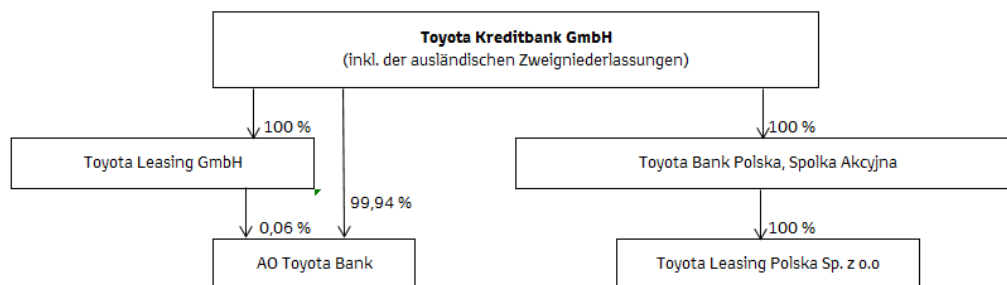 Toyota Kreditbank GmbH
(inkl. der ausländischen Zweigniederlassungen)
100 %
100 %
Toyota Leasing GmbH
Toyota Bank Polska, Spolka Akcyjna
99,94 %
0,06 %
100 %
AO Toyota Bank
Toyota Leasing Polska Sp. z o.o